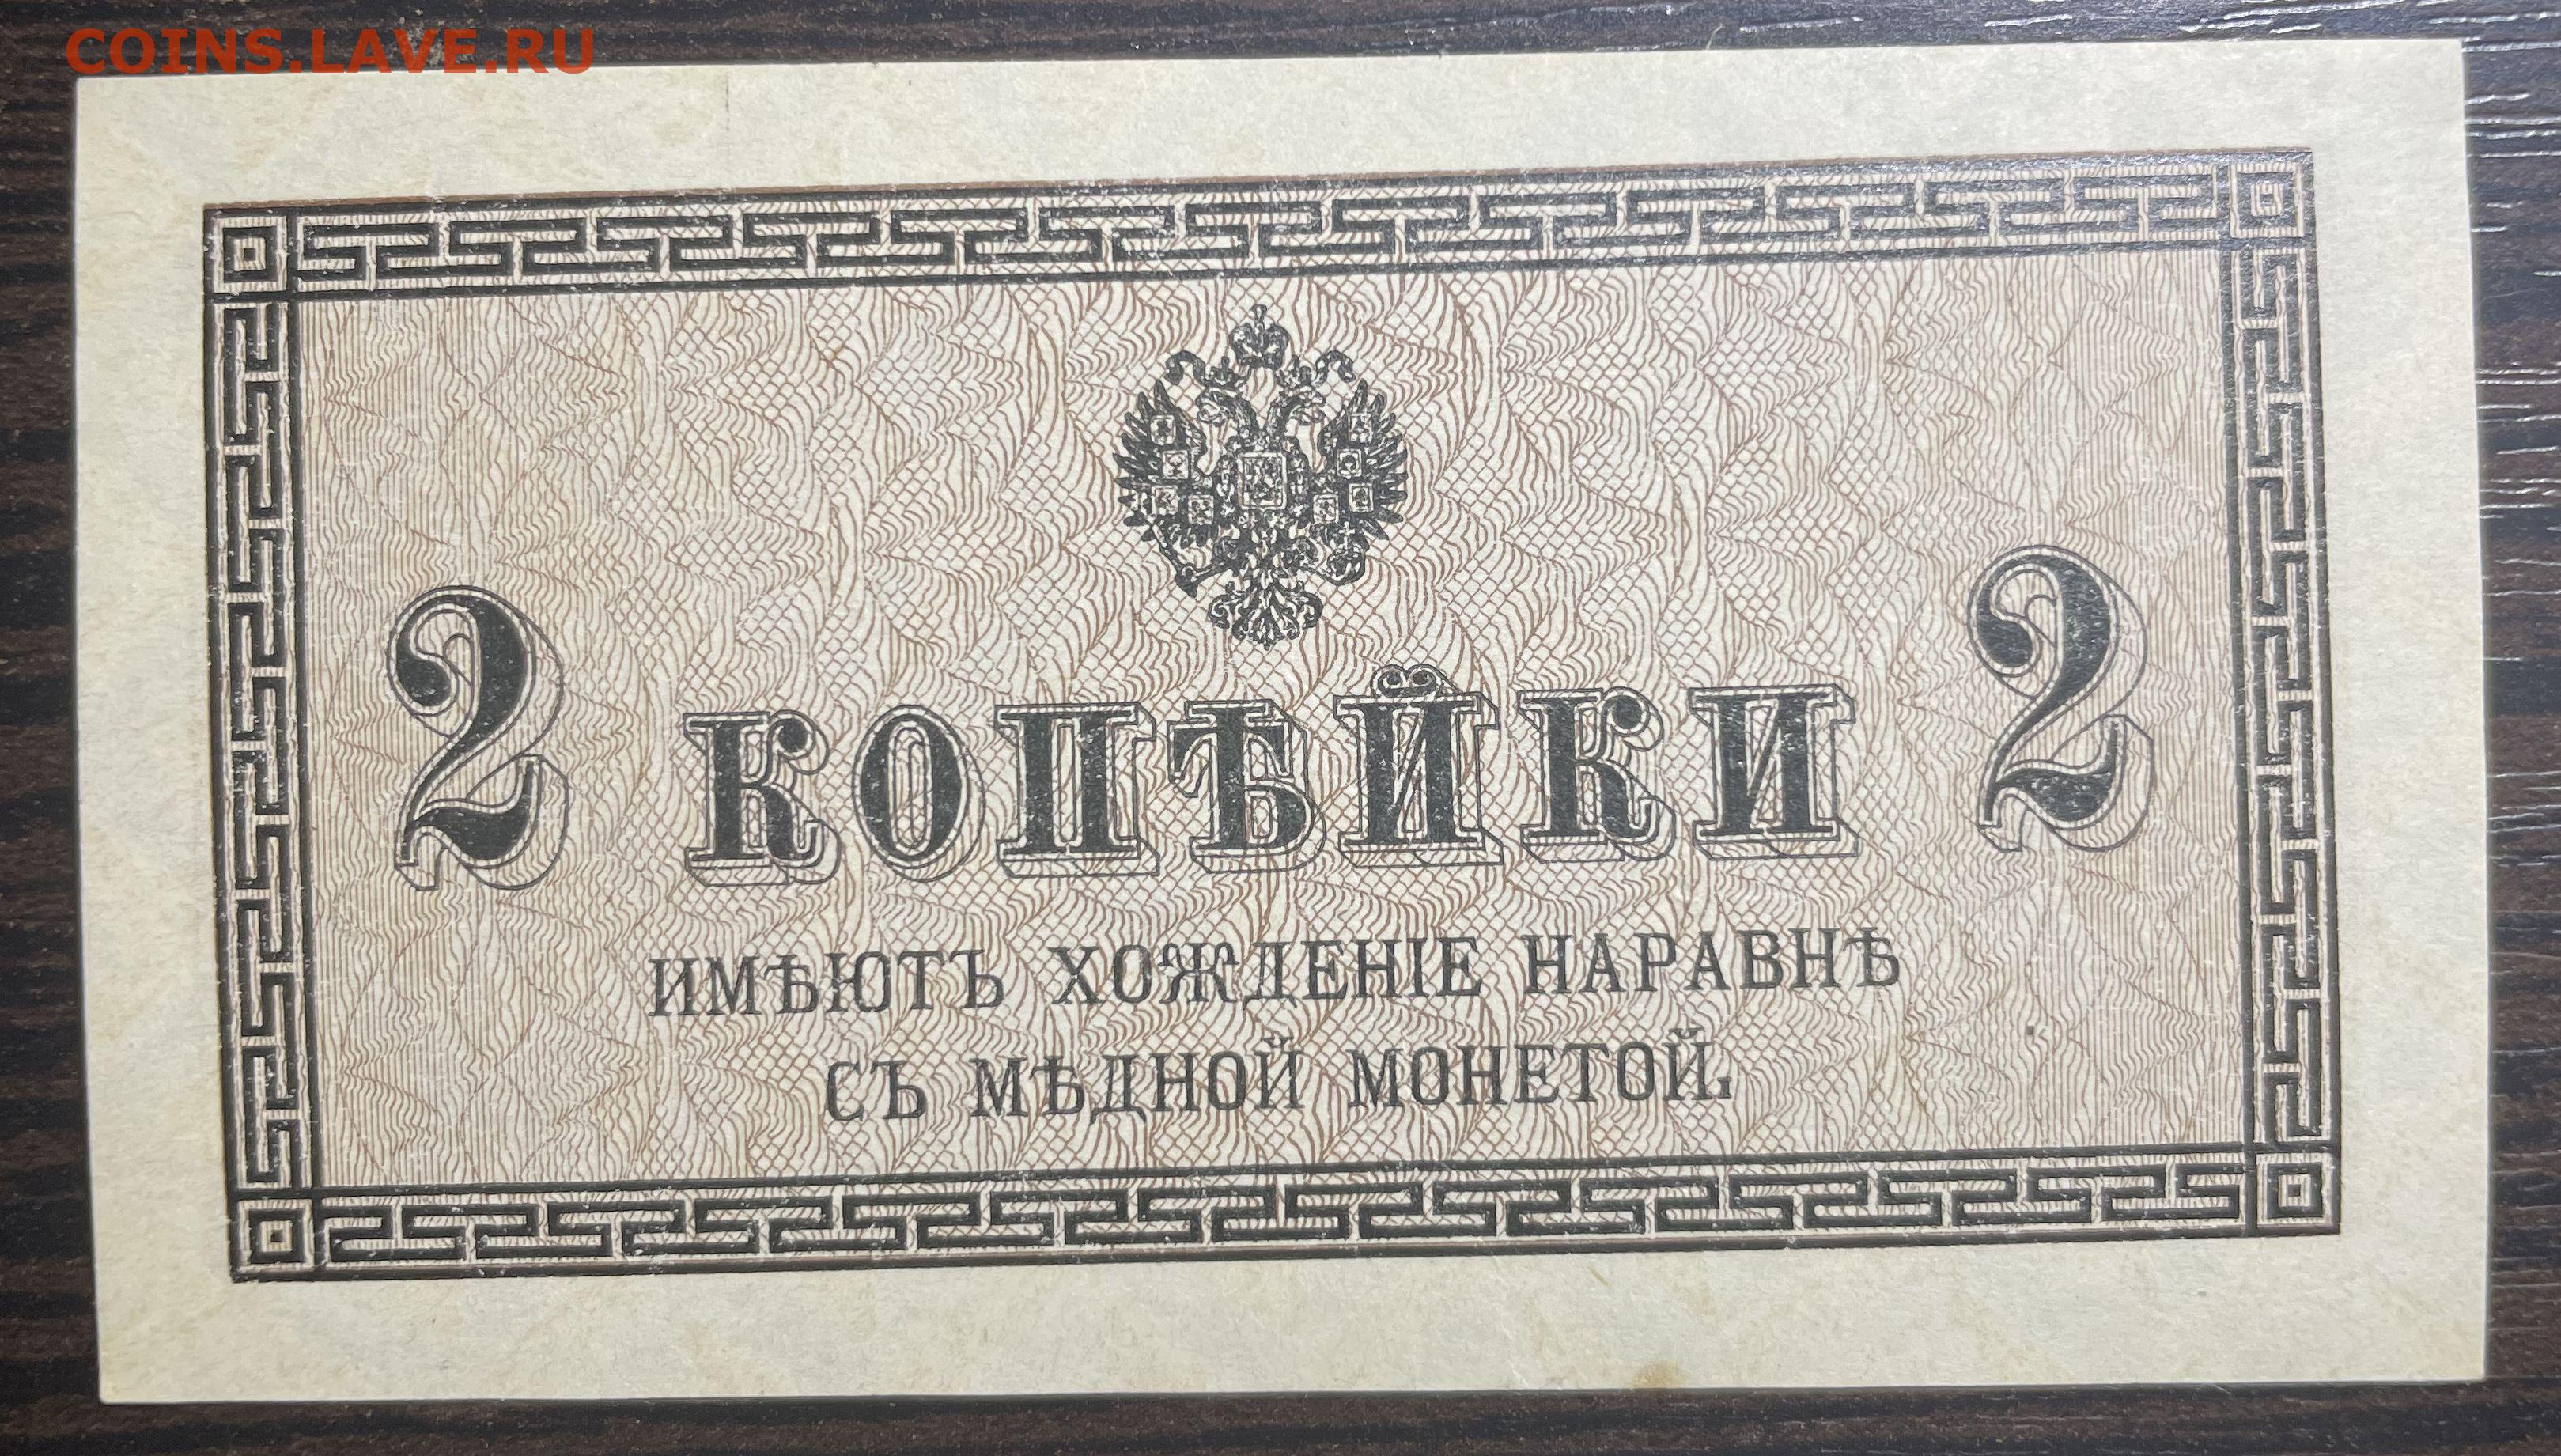 COINS.LAVE.RU
2 КОПѢЙКИ 2
ИМѢЮТЪ ХОЖДЕНІЕ НАРАВНѢ
СЪ МѢДНОЙ МОНЕТОЙ.